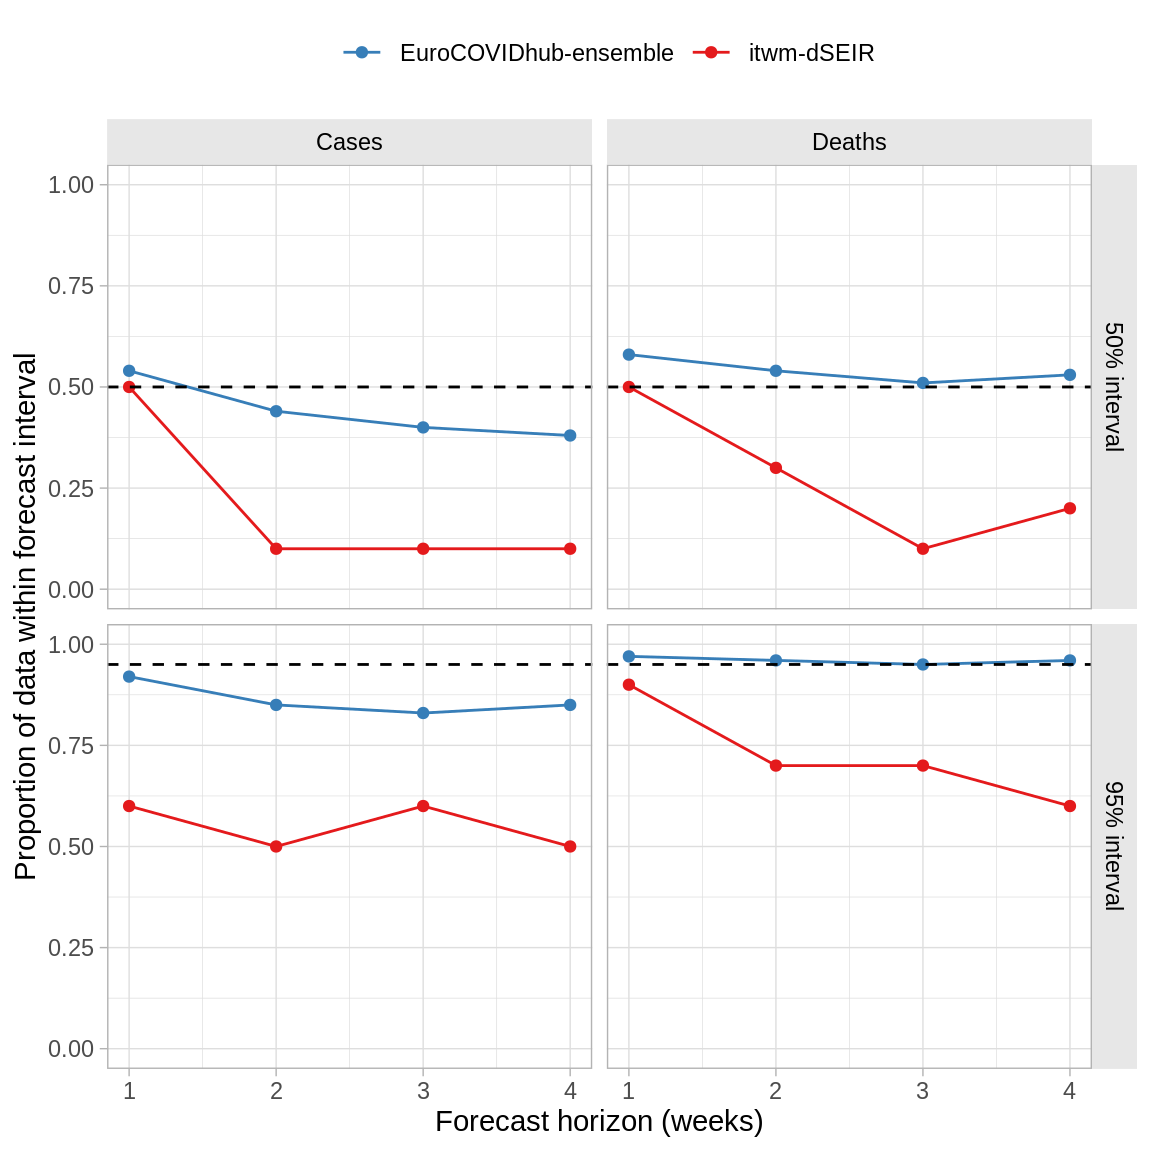 EuroCOVIDhub-ensemble itwm-dSEIR
Cases Deaths
1.00
0.75
0.50
0.25
0.00
50% interval
1.00
0.75
0.50
0.25
0.00
95% interval
Proportion of data within forecast interval
1 2 3 4 1 2 3 4
Forecast horizon (weeks)